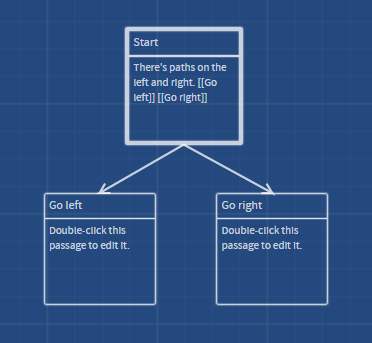 Start
There's paths on the
left and right. [[Go
left]] [[Go right]]
Go left
Double-click this
passage to edit it.
Go right
Double-click this
passage to edit it.